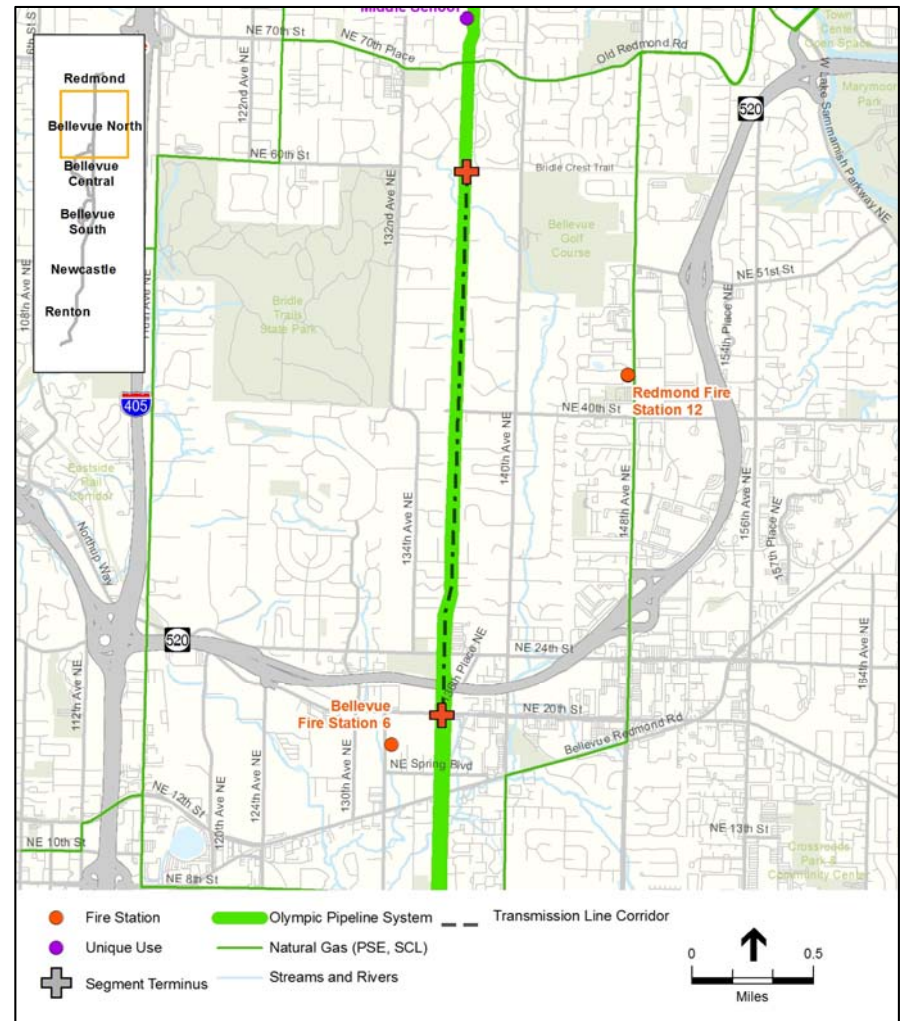 Middle School
NE 70th St
NE 70th Place
Old Redmond Rd
Town
Center
Open Space
122nd Ave NE
W Lake Sammamish Parkway NE
Marymoor
Park
520
Redmond
Bellevue North
Bellevue
Central
Bellevue
South
Newcastle
Renton
NE 60th St
Bridle Crest Trail
132nd Ave NE
Bellevue
Golf
Course
NE 51st St
108th Ave NE
Bridle
Trails
State Park
154th Place NE
405
Redmond Fire
Station 12
NE 40th St
140th Ave NE
148th Ave NE
Eastside
Rail
Corridor
Northup Way
134th Ave NE
156th Ave NE
157th Place NE
520
NE 24th St
164th Ave NE
112th Ave NE
Bellevue
Fire Station 6
NE 20th St
Bellevue Redmond Rd
NE Spring Blvd
NE 12th St
120th Ave NE
124th Ave NE
130th Ave NE
NE 10th St
NE 8th St
NE 13th St
Crossroads
Park &
Community Center
Fire Station
Olympic Pipeline System
Transmission Line Corridor
Unique Use
Natural Gas (PSE, SCL)
Segment Terminus
Streams and Rivers
0
0.5
Miles